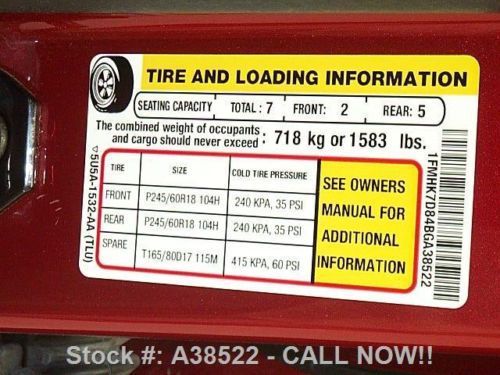 TIRE AND LOADING INFORMATION
SEATING CAPACITY TOTAL : 7 FRONT: 2 REAR: 5
The combined weight of occupants
and cargo should never exceed : 718 kg or 1583 lbs.
TIRE SIZE COLD TIRE PRESSURE
FRONT P245/60R18 104H 240 KPA, 35 PSI
REAR P245/60R18 104H 240 KPA, 35 PSI
SPARE T165/80D17 115M 415 KPA, 60 PSI
SEE OWNERS
MANUAL FOR
ADDITIONAL
INFORMATION
▽5U5A-1532-AA (TLU)
1FMHK7D84BGA38522
Stock #: A38522 - CALL NOW!!